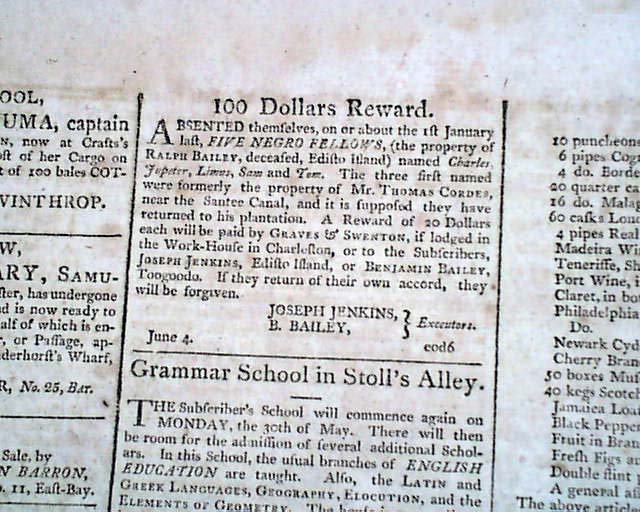 OOL,
UMA, captain
N, now at Crafts's
oſt of her Cargo on
t of 100 bales COT-
WINTHROP.
W,
ARY, SAMU-
ſter, has undergone
d is now ready to
alf of which is en-
r, or Paſſage, ap-
derhorſt's Wharf,
R, No. 25, Bar.
Sale, by
N BARRON,
o. 11, Eaſt-Bay.
100 Dollars Reward.
ABSENTED themſelves, on or about the 1ſt January
laſt, FIVE NEGRO FELLOWS, (the property of
RALPH BAILEY, deceaſed, Ediſto Iſland) named Charles,
Jupeter, Limus, Sam and Tom. The three firſt named
were formerly the property of Mr. THOMAS CORDES,
near the Santee Canal, and it is ſuppoſed they have
returned to his plantation. A Reward of 20 Dollars
each will be paid by GRAVES & SWENTON, if lodged in
the Work-Houſe in Charleſton, or to the Subſcribers,
JOSEPH JENKINS, Ediſto Iſland, or BENJAMIN BAILEY,
Toogoodo. If they return of their own accord, they
will be forgiven.
JOSEPH JENKINS,
B. BAILEY, } Executors.
June 4. eod6
Grammar School in Stoll's Alley.
THE Subſcriber's School will commence again on
MONDAY, the 30th of May. There will then
be room for the admiſſion of ſeveral additional Schol-
ars. In this School, the uſual branches of ENGLISH
EDUCATION are taught. Alſo, the LATIN and
GREEK LANGUAGES, GEOGRAPHY, ELOCUTION, and the
ELEMENTS OF GEOMETRY. The
10 puncheons
6 pipes Cog
4 do. Borde
20 quarter ca
16 do. Malag
60 caſks Lon
4 pipes Real
Madeira Win
Teneriffe, Sh
Port Wine, i
Claret, in bo
Philadelphia
Do.
Newark Cyd
Cherry Bran
50 boxes Muſ
40 kegs Scotc
Jamaica Loa
Black Pepper
Fruit in Bran
Freſh Figs an
Double flint
A general aſ
The above article